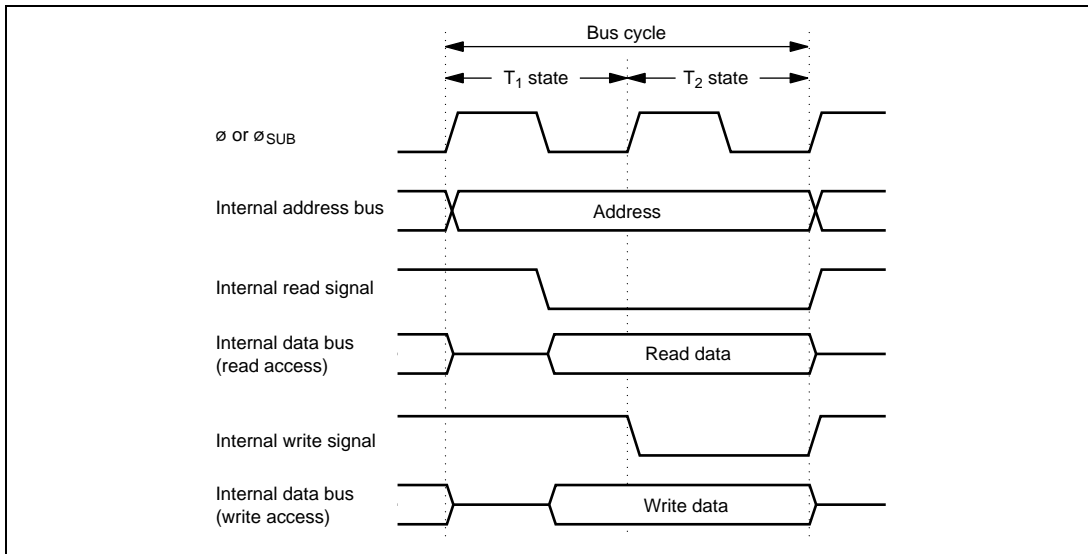 Bus cycle
T₁ state
T₂ state
ø or øSUB
Internal address bus
Address
Internal read signal
Internal data bus
(read access)
Read data
Internal write signal
Internal data bus
(write access)
Write data